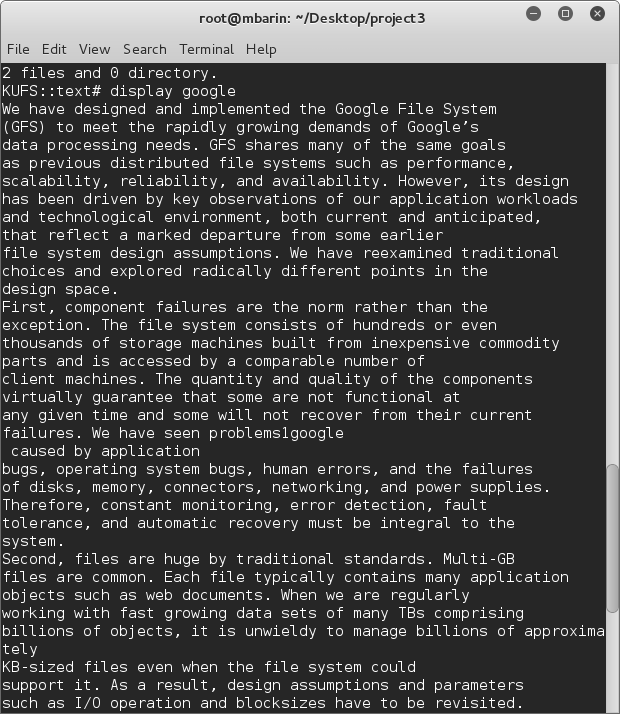 root@mbarin: ~/Desktop/project3
File Edit View Search Terminal Help
2 files and 0 directory.
KUFS::text# display google
We have designed and implemented the Google File System
(GFS) to meet the rapidly growing demands of Google’s
data processing needs. GFS shares many of the same goals
as previous distributed file systems such as performance,
scalability, reliability, and availability. However, its design
has been driven by key observations of our application workloads
and technological environment, both current and anticipated,
that reflect a marked departure from some earlier
file system design assumptions. We have reexamined traditional
choices and explored radically different points in the
design space.
First, component failures are the norm rather than the
exception. The file system consists of hundreds or even
thousands of storage machines built from inexpensive commodity
parts and is accessed by a comparable number of
client machines. The quantity and quality of the components
virtually guarantee that some are not functional at
any given time and some will not recover from their current
failures. We have seen problems1google
 caused by application
bugs, operating system bugs, human errors, and the failures
of disks, memory, connectors, networking, and power supplies.
Therefore, constant monitoring, error detection, fault
tolerance, and automatic recovery must be integral to the
system.
Second, files are huge by traditional standards. Multi-GB
files are common. Each file typically contains many application
objects such as web documents. When we are regularly
working with fast growing data sets of many TBs comprising
billions of objects, it is unwieldy to manage billions of approxima
tely
KB-sized files even when the file system could
support it. As a result, design assumptions and parameters
such as I/O operation and blocksizes have to be revisited.